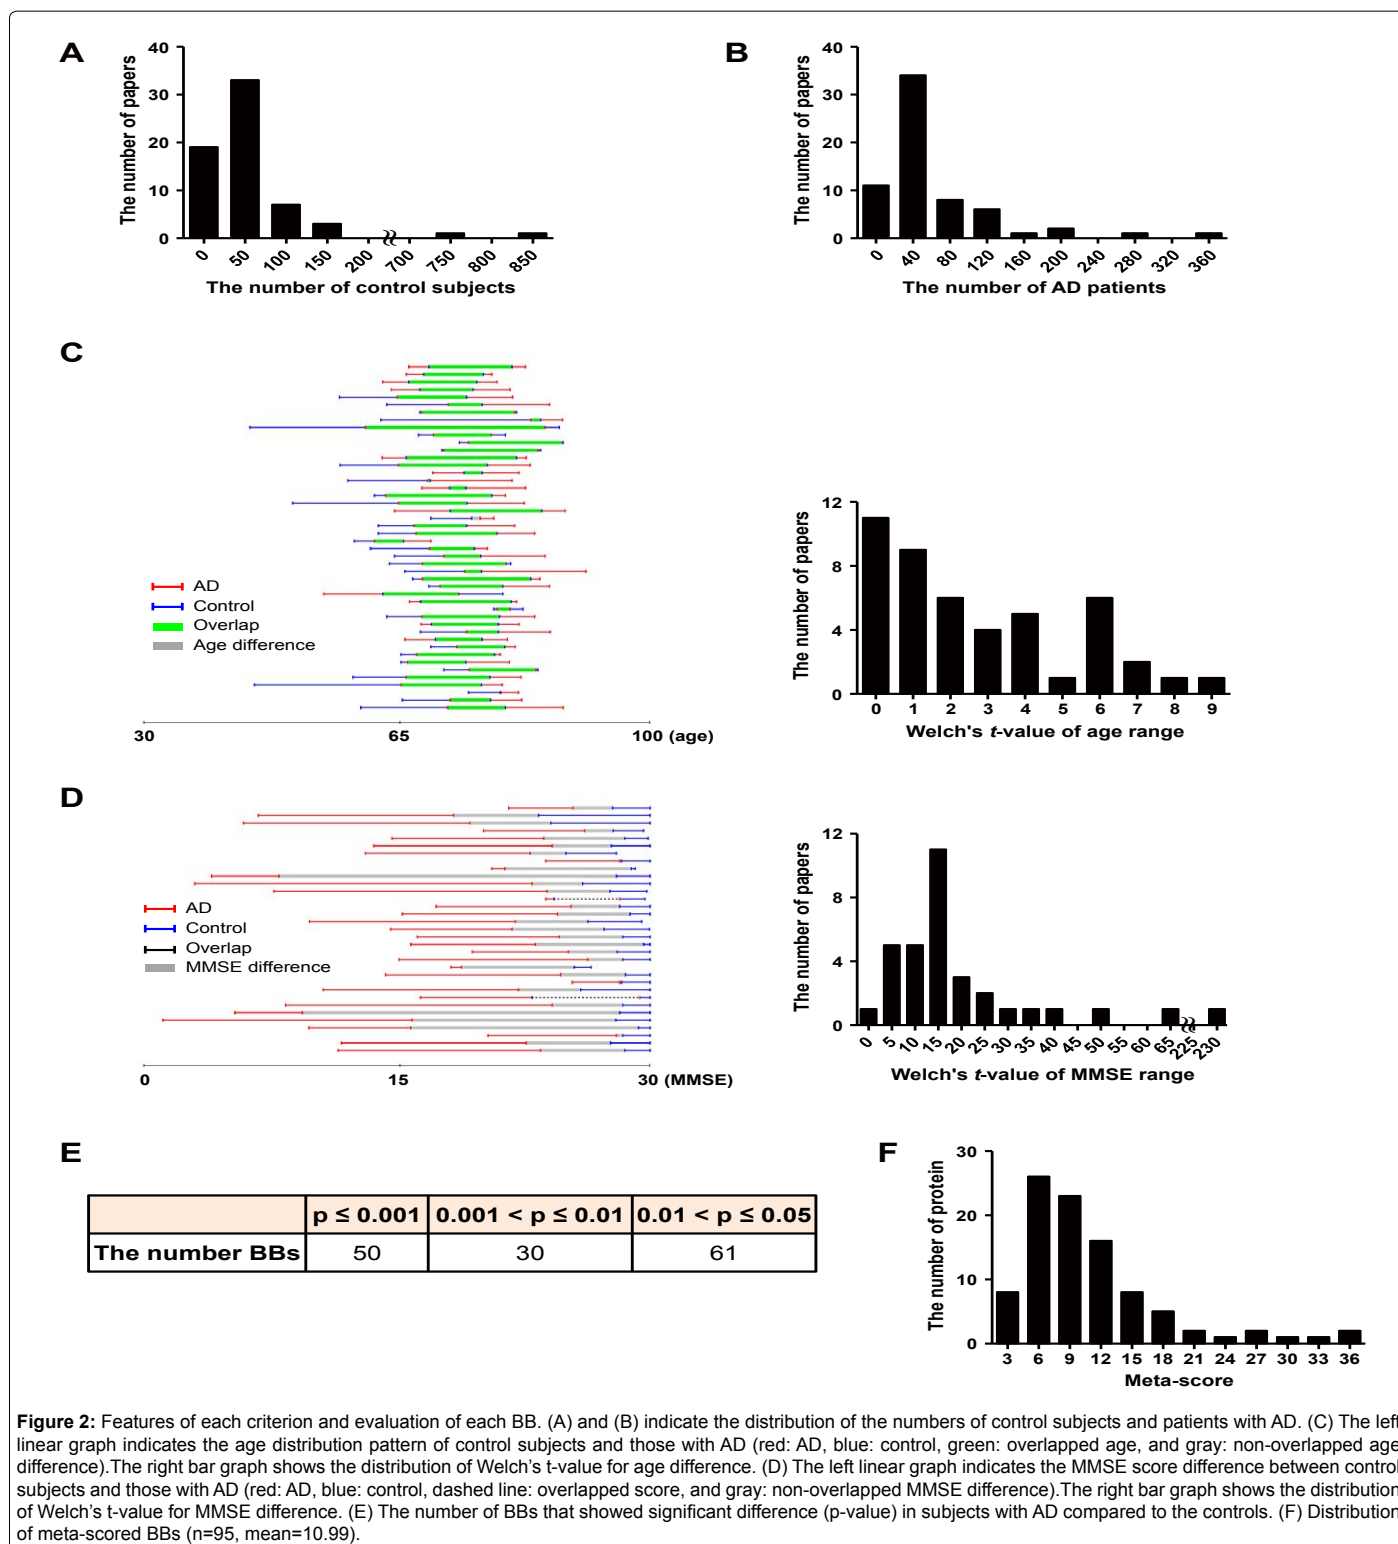 A
The number of papers
40
30
20
10
0
0 50 100 150 200 700 750 800 850
The number of control subjects
B
The number of papers
40
30
20
10
0
0 40 80 120 160 200 240 280 320 360
The number of AD patients
C
AD
Control
Overlap
Age difference
30 65 100 (age)
The number of papers
12
8
4
0
0 1 2 3 4 5 6 7 8 9
Welch's t-value of age range
D
AD
Control
Overlap
MMSE difference
0 15 30 (MMSE)
The number of papers
12
8
4
0
0 5 10 15 20 25 30 35 40 45 50 55 60 65 225 230
Welch's t-value of MMSE range
E
p ≤ 0.001 0.001 < p ≤ 0.01 0.01 < p ≤ 0.05
The number BBs 50 30 61
F
The number of protein
30
20
10
0
3 6 9 12 15 18 21 24 27 30 33 36
Meta-score
Figure 2: Features of each criterion and evaluation of each BB. (A) and (B) indicate the distribution of the numbers of control subjects and patients with AD. (C) The left
linear graph indicates the age distribution pattern of control subjects and those with AD (red: AD, blue: control, green: overlapped age, and gray: non-overlapped age
difference).The right bar graph shows the distribution of Welch's t-value for age difference. (D) The left linear graph indicates the MMSE score difference between control
subjects and those with AD (red: AD, blue: control, dashed line: overlapped score, and gray: non-overlapped MMSE difference).The right bar graph shows the distribution
of Welch's t-value for MMSE difference. (E) The number of BBs that showed significant difference (p-value) in subjects with AD compared to the controls. (F) Distribution
of meta-scored BBs (n=95, mean=10.99).